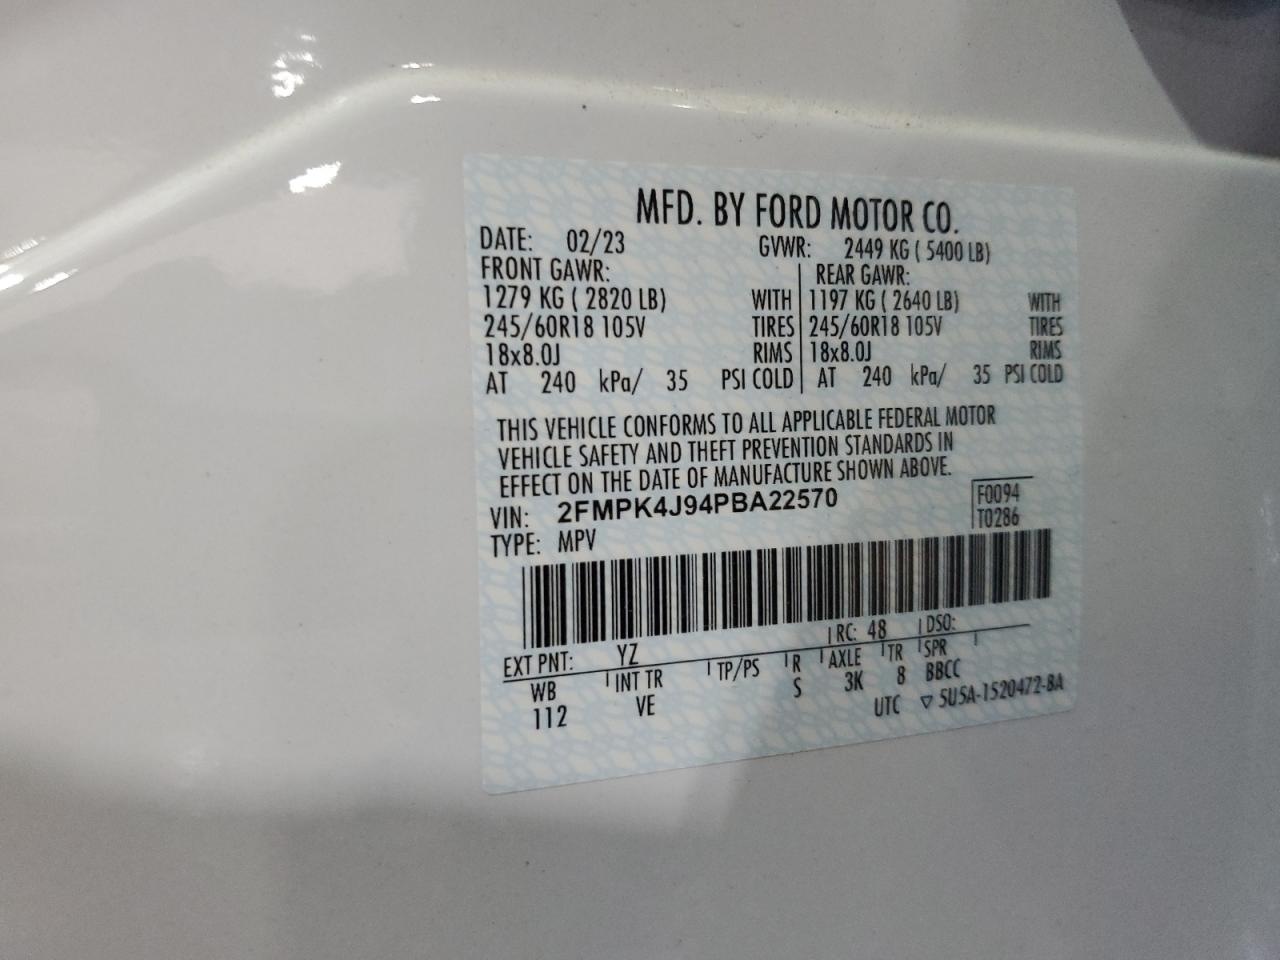 MFD. BY FORD MOTOR CO.
DATE: 02/23 GVWR: 2449 KG ( 5400 LB)
FRONT GAWR: REAR GAWR:
1279 KG ( 2820 LB) WITH 1197 KG ( 2640 LB) WITH
245/60R18 105V TIRES 245/60R18 105V TIRES
18x8.0J RIMS 18x8.0J RIMS
AT 240 kPa/ 35 PSI COLD AT 240 kPa/ 35 PSI COLD
THIS VEHICLE CONFORMS TO ALL APPLICABLE FEDERAL MOTOR
VEHICLE SAFETY AND THEFT PREVENTION STANDARDS IN
EFFECT ON THE DATE OF MANUFACTURE SHOWN ABOVE.
VIN: 2FMPK4J94PBA22570 F0094
TYPE: MPV T0286
EXT PNT: YZ RC: 48 DSO:
WB INT TR TP/PS R AXLE TR SPR
112 VE S 3K 8 BBCC
UTC ▽ 5U5A-1520472-BA